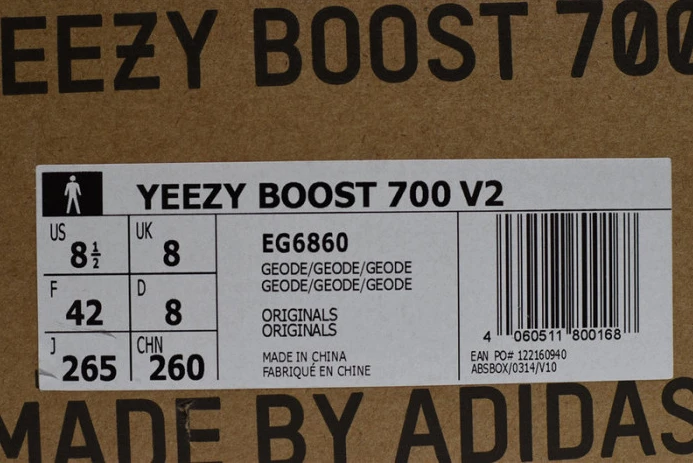 YEEZY BOOST 700
YEEZY BOOST 700 V2
US 8½ UK 8
F 42 D 8
J 265 CHN 260
EG6860
GEODE/GEODE/GEODE
GEODE/GEODE/GEODE
ORIGINALS
ORIGINALS
MADE IN CHINA
FABRIQUÉ EN CHINE
4 060511 800168
EAN PO# 122160940
ABSBOX/0314/V10
MADE BY ADIDAS